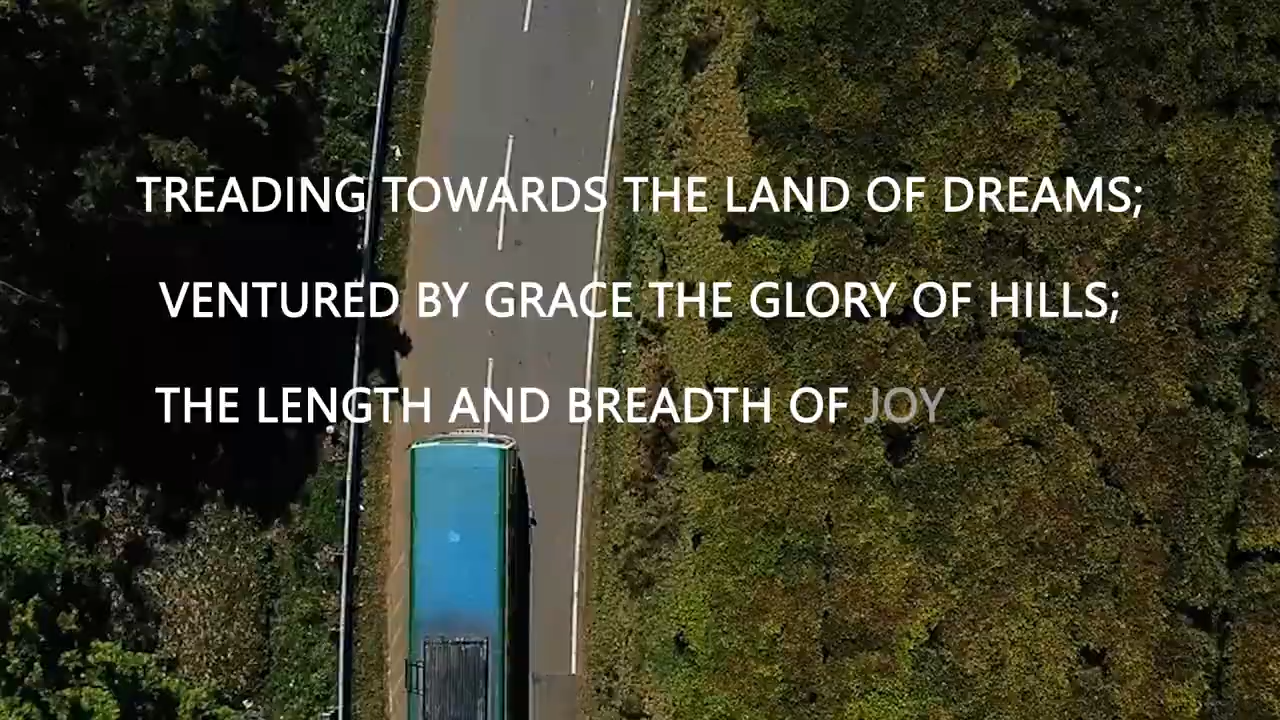 TREADING TOWARDS THE LAND OF DREAMS;
VENTURED BY GRACE THE GLORY OF HILLS;
THE LENGTH AND BREADTH OF JOY